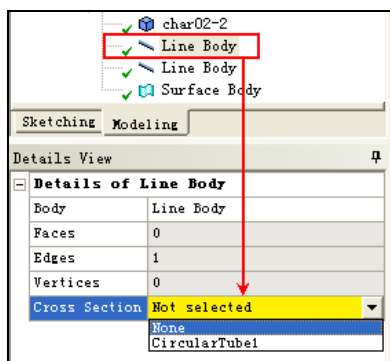 char02-2
Line Body
Line Body
Surface Body
Sketching Modeling
Details View
Details of Line Body
Body Line Body
Faces 0
Edges 1
Vertices 0
Cross Section Not selected
None
CircularTube1